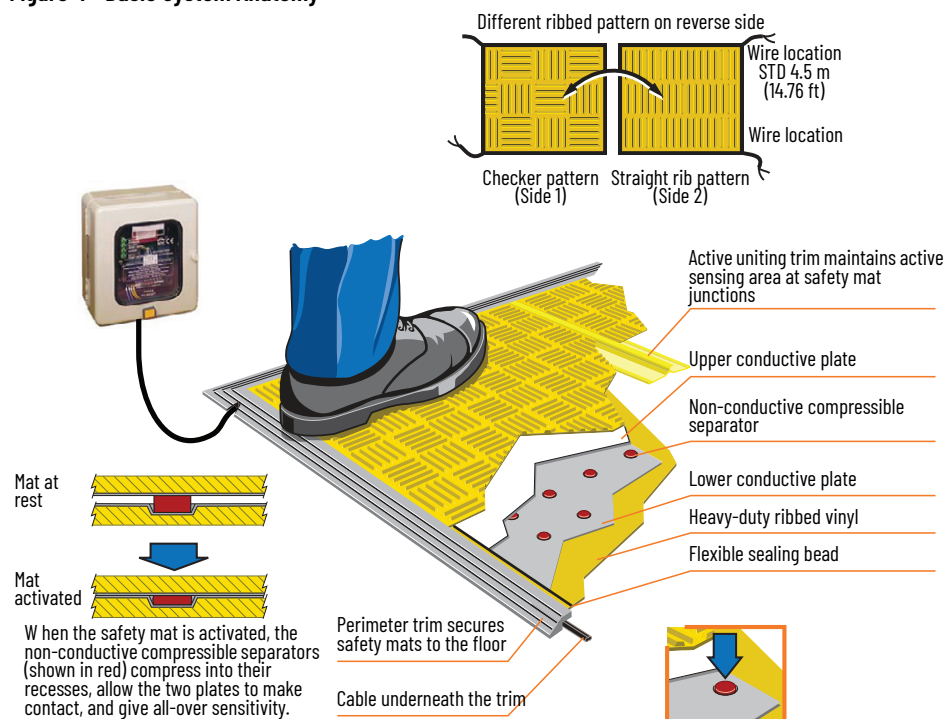 Different ribbed pattern on reverse side
Wire location
STD 4.5 m
(14.76 ft)
Wire location
Checker pattern
(Side 1)
Straight rib pattern
(Side 2)
Active uniting trim maintains active
sensing area at safety mat
junctions
Upper conductive plate
Non-conductive compressible
separator
Lower conductive plate
Heavy-duty ribbed vinyl
Flexible sealing bead
Mat at
rest
Mat
activated
W hen the safety mat is activated, the
non-conductive compressible separators
(shown in red) compress into their
recesses, allow the two plates to make
contact, and give all-over sensitivity.
Perimeter trim secures
safety mats to the floor
Cable underneath the trim